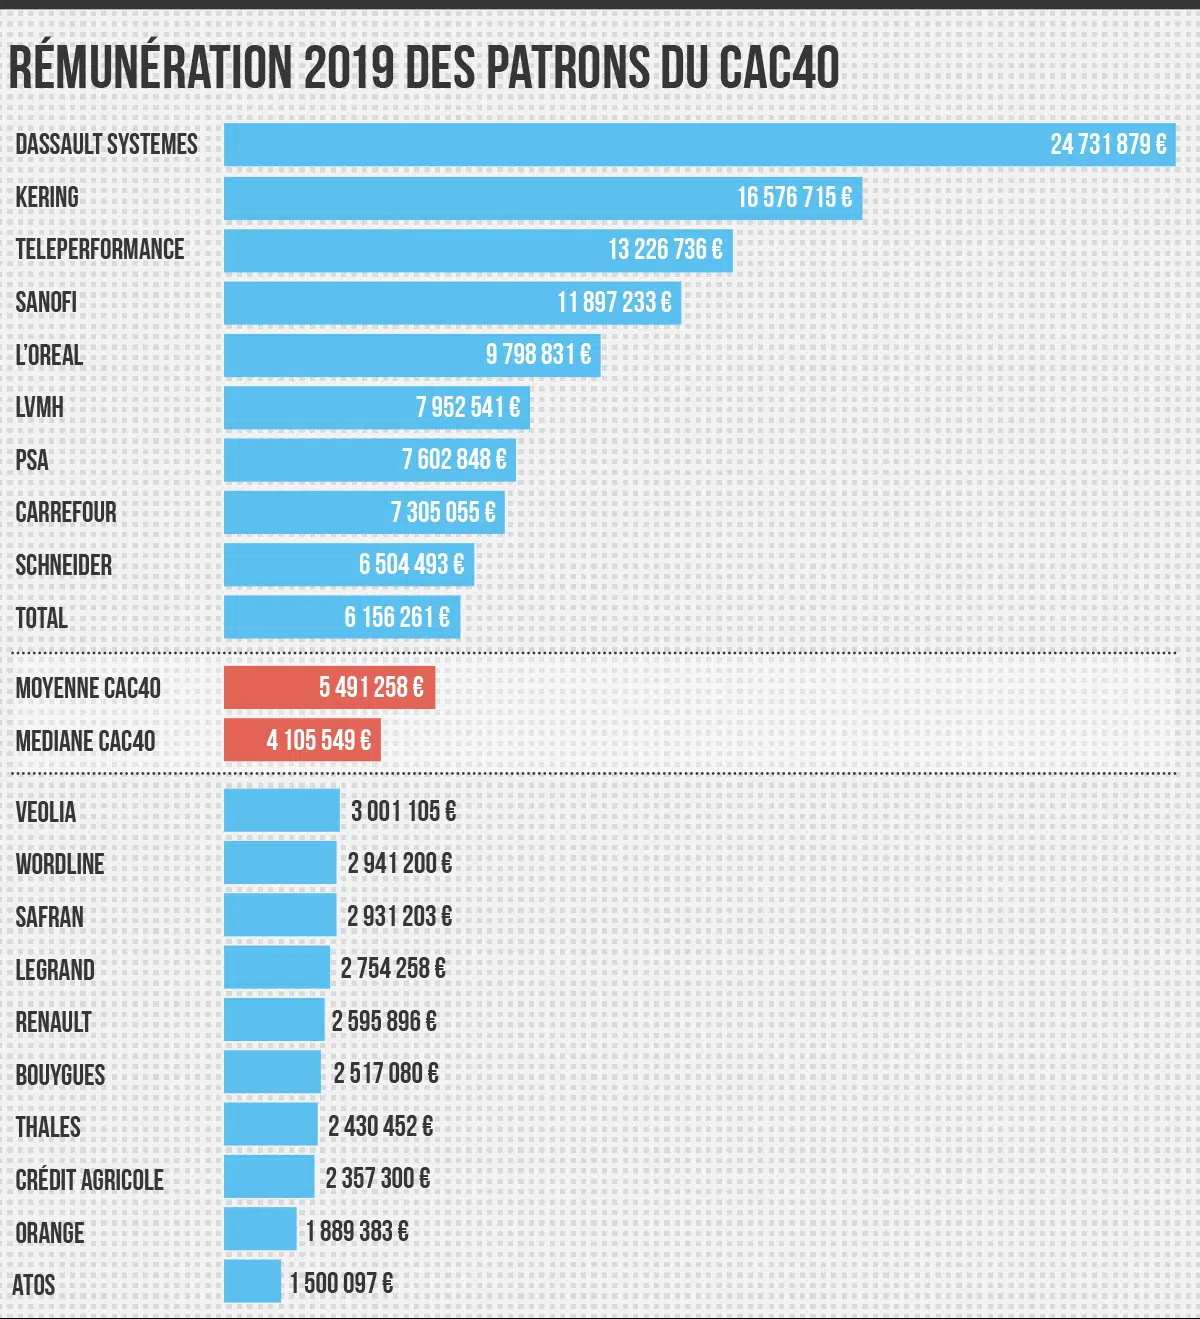 RÉMUNÉRATION 2019 DES PATRONS DU CAC40
DASSAULT SYSTEMES 24 731 879 €
KERING 16 576 715 €
TELEPERFORMANCE 13 226 736 €
SANOFI 11 897 233 €
L'OREAL 9 798 831 €
LVMH 7 952 541 €
PSA 7 602 848 €
CARREFOUR 7 305 055 €
SCHNEIDER 6 504 493 €
TOTAL 6 156 261 €
MOYENNE CAC40 5 491 258 €
MEDIANE CAC40 4 105 549 €
VEOLIA 3 001 105 €
WORDLINE 2 941 200 €
SAFRAN 2 931 203 €
LEGRAND 2 754 258 €
RENAULT 2 595 896 €
BOUYGUES 2 517 080 €
THALES 2 430 452 €
CRÉDIT AGRICOLE 2 357 300 €
ORANGE 1 889 383 €
ATOS 1 500 097 €